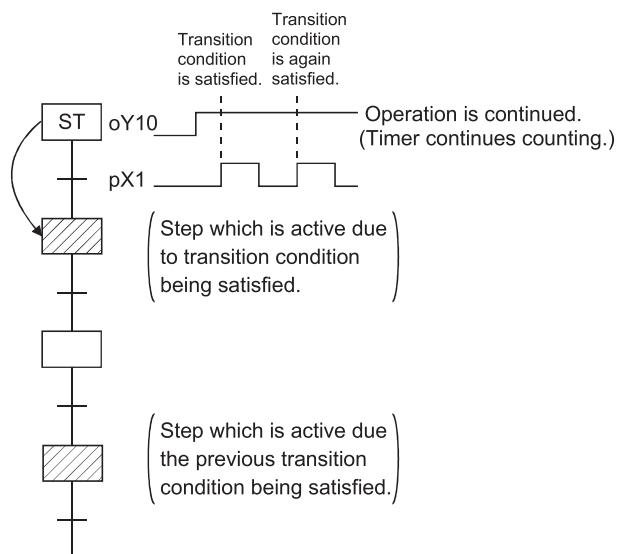 Transition
condition
is satisfied.
Transition
condition
is again
satisfied.
ST
oY10
Operation is continued.
(Timer continues counting.)
pX1
Step which is active due
to transition condition
being satisfied.
Step which is active due
the previous transition
condition being satisfied.